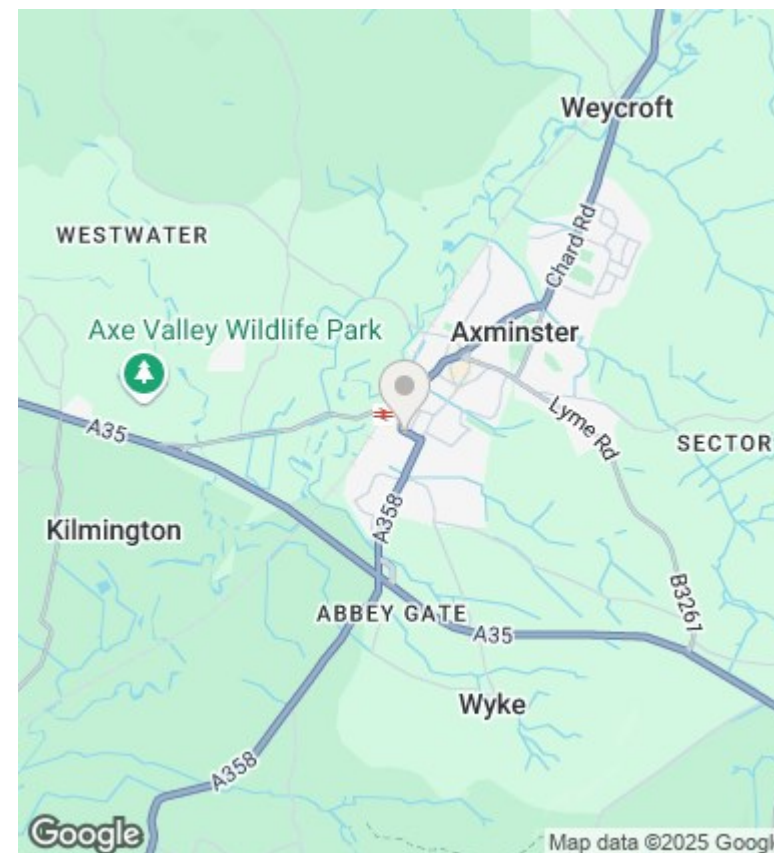 Weycroft
WESTWATER
Chard Rd
Axe Valley Wildlife Park
Axminster
A35
Lyme Rd
SECTOR
Kilmington
A358
B3261
ABBEY GATE
A35
Wyke
A358
Google
Map data ©2025 Google